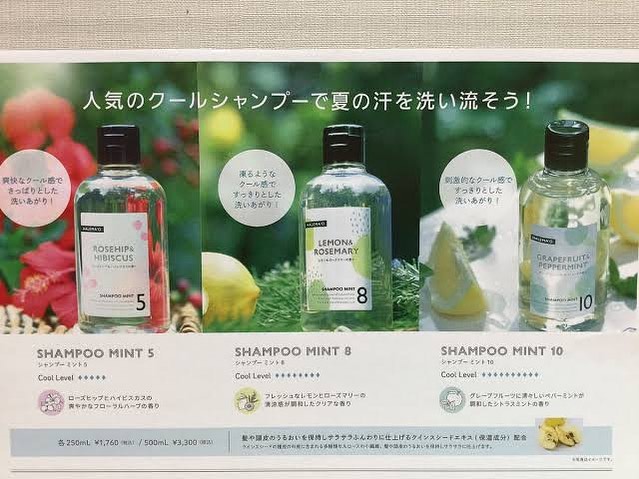 人気のクールシャンプーで夏の汗を洗い流そう！
爽快なクール感で
さっぱりとした
洗いあがり！
凍るような
クール感で
すっきりとした
洗いあがり！
刺激的なクール感で
すっきりとした
洗いあがり！
HALEMA'O
ROSEHIP&
HIBISCUS
SHAMPOO MINT 5
HALEMA'O
LEMON&
ROSEMARY
SHAMPOO MINT 8
HALEMA'O
GRAPEFRUIT&
PEPPERMINT
SHAMPOO MINT 10
SHAMPOO MINT 5
シャンプー ミント 5
Cool Level
ローズヒップとハイビスカスの
爽やかなフローラルハーブの香り
SHAMPOO MINT 8
シャンプー ミント 8
Cool Level
フレッシュなレモンとローズマリーの
清涼感が調和したクリアな香り
SHAMPOO MINT 10
シャンプー ミント 10
Cool Level
グレープフルーツに清々しいペパーミントが
調和したシトラスミントの香り
各250mL ¥1,760（税込） / 500mL ¥3,300（税込）
髪や頭皮のうるおいを保持しサラサラふんわりに仕上げるクインスシードエキス（保湿成分）配合